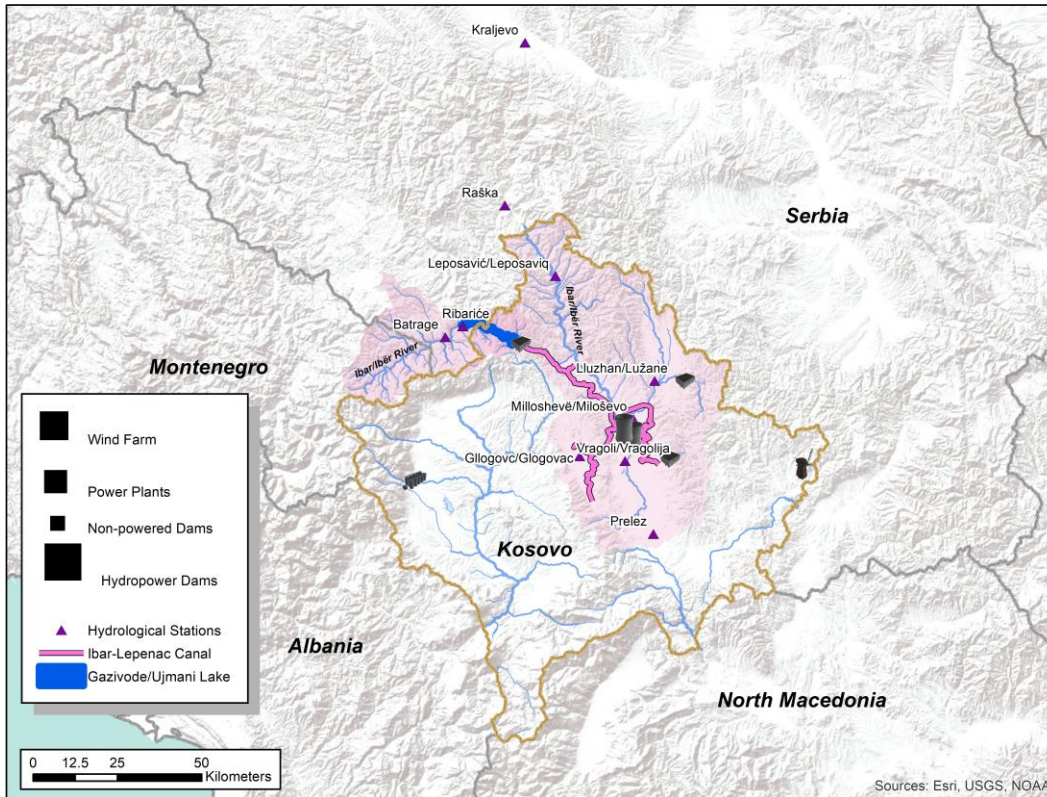 Kraljevo
Raška
Serbia
Leposavić/Leposaviq
Ibar/Ibër River
Ribariće
Batrage
Ibar/Ibër River
Montenegro
Lluzhan/Lužane
Milloshevë/Miloševo
Vragoli/Vragolija
Gllogovc/Glogovac
Prelez
Kosovo
Albania
North Macedonia
Wind Farm
Power Plants
Non-powered Dams
Hydropower Dams
Hydrological Stations
Ibar-Lepenac Canal
Gazivode/Ujmani Lake
0 12.5 25 50
Kilometers
Sources: Esri, USGS, NOAA